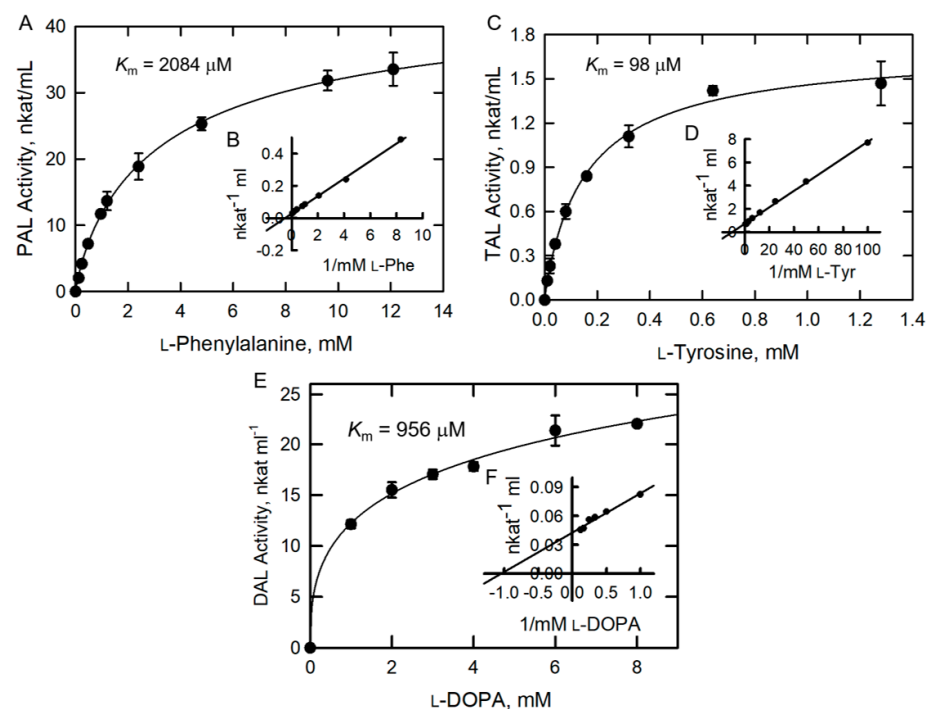 A
PAL Activity, nkat/mL
40
30
20
10
0
Km = 2084 μM
0 2 4 6 8 10 12 14
L-Phenylalanine, mM
B
nkat-1 ml
0.4
0.2
0.0
-0.2
0 2 4 6 8 10
1/mM L-Phe
C
TAL Activity, nkat/mL
1.8
1.5
1.2
0.9
0.6
0.3
0.0
Km = 98 μM
0.0 0.2 0.4 0.6 0.8 1.0 1.2 1.4
L-Tyrosine, mM
D
nkat-1 ml
8
6
4
2
0
0 20 40 60 80 100
1/mM L-Tyr
E
DAL Activity, nkat ml-1
25
20
15
10
5
0
Km = 956 μM
0 2 4 6 8
L-DOPA, mM
F
nkat-1 ml
0.09
0.06
0.03
0.00
-1.0 -0.5 0.0 0.5 1.0
1/mM L-DOPA